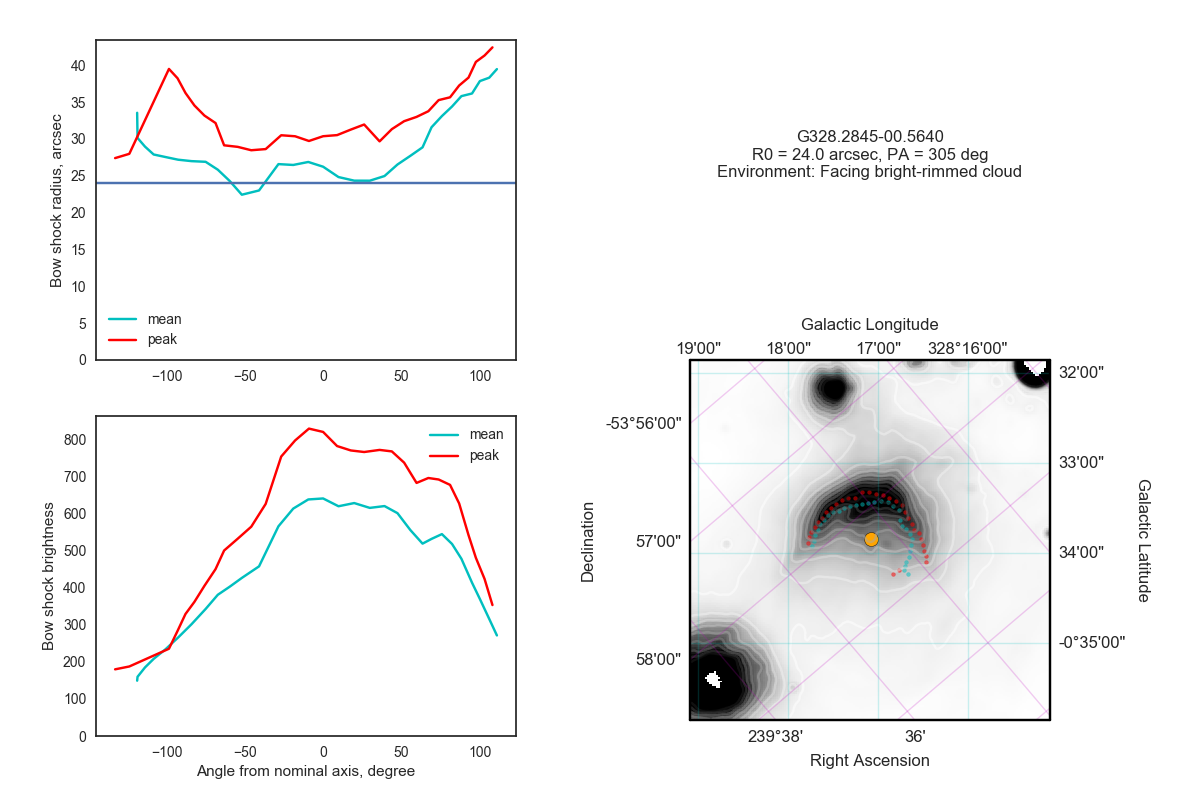 40
35
30
25
20
15
10
5
0
Bow shock radius, arcsec
mean
peak
−100
−50
0
50
100
800
700
600
500
400
300
200
100
0
Bow shock brightness
mean
peak
−100
−50
0
50
100
Angle from nominal axis, degree
G328.2845-00.5640
R0 = 24.0 arcsec, PA = 305 deg
Environment: Facing bright-rimmed cloud
Galactic Longitude
19'00" 18'00" 17'00" 328°16'00"
-53°56'00"
57'00"
58'00"
Declination
32'00"
33'00"
34'00"
-0°35'00"
Galactic Latitude
239°38' 36'
Right Ascension